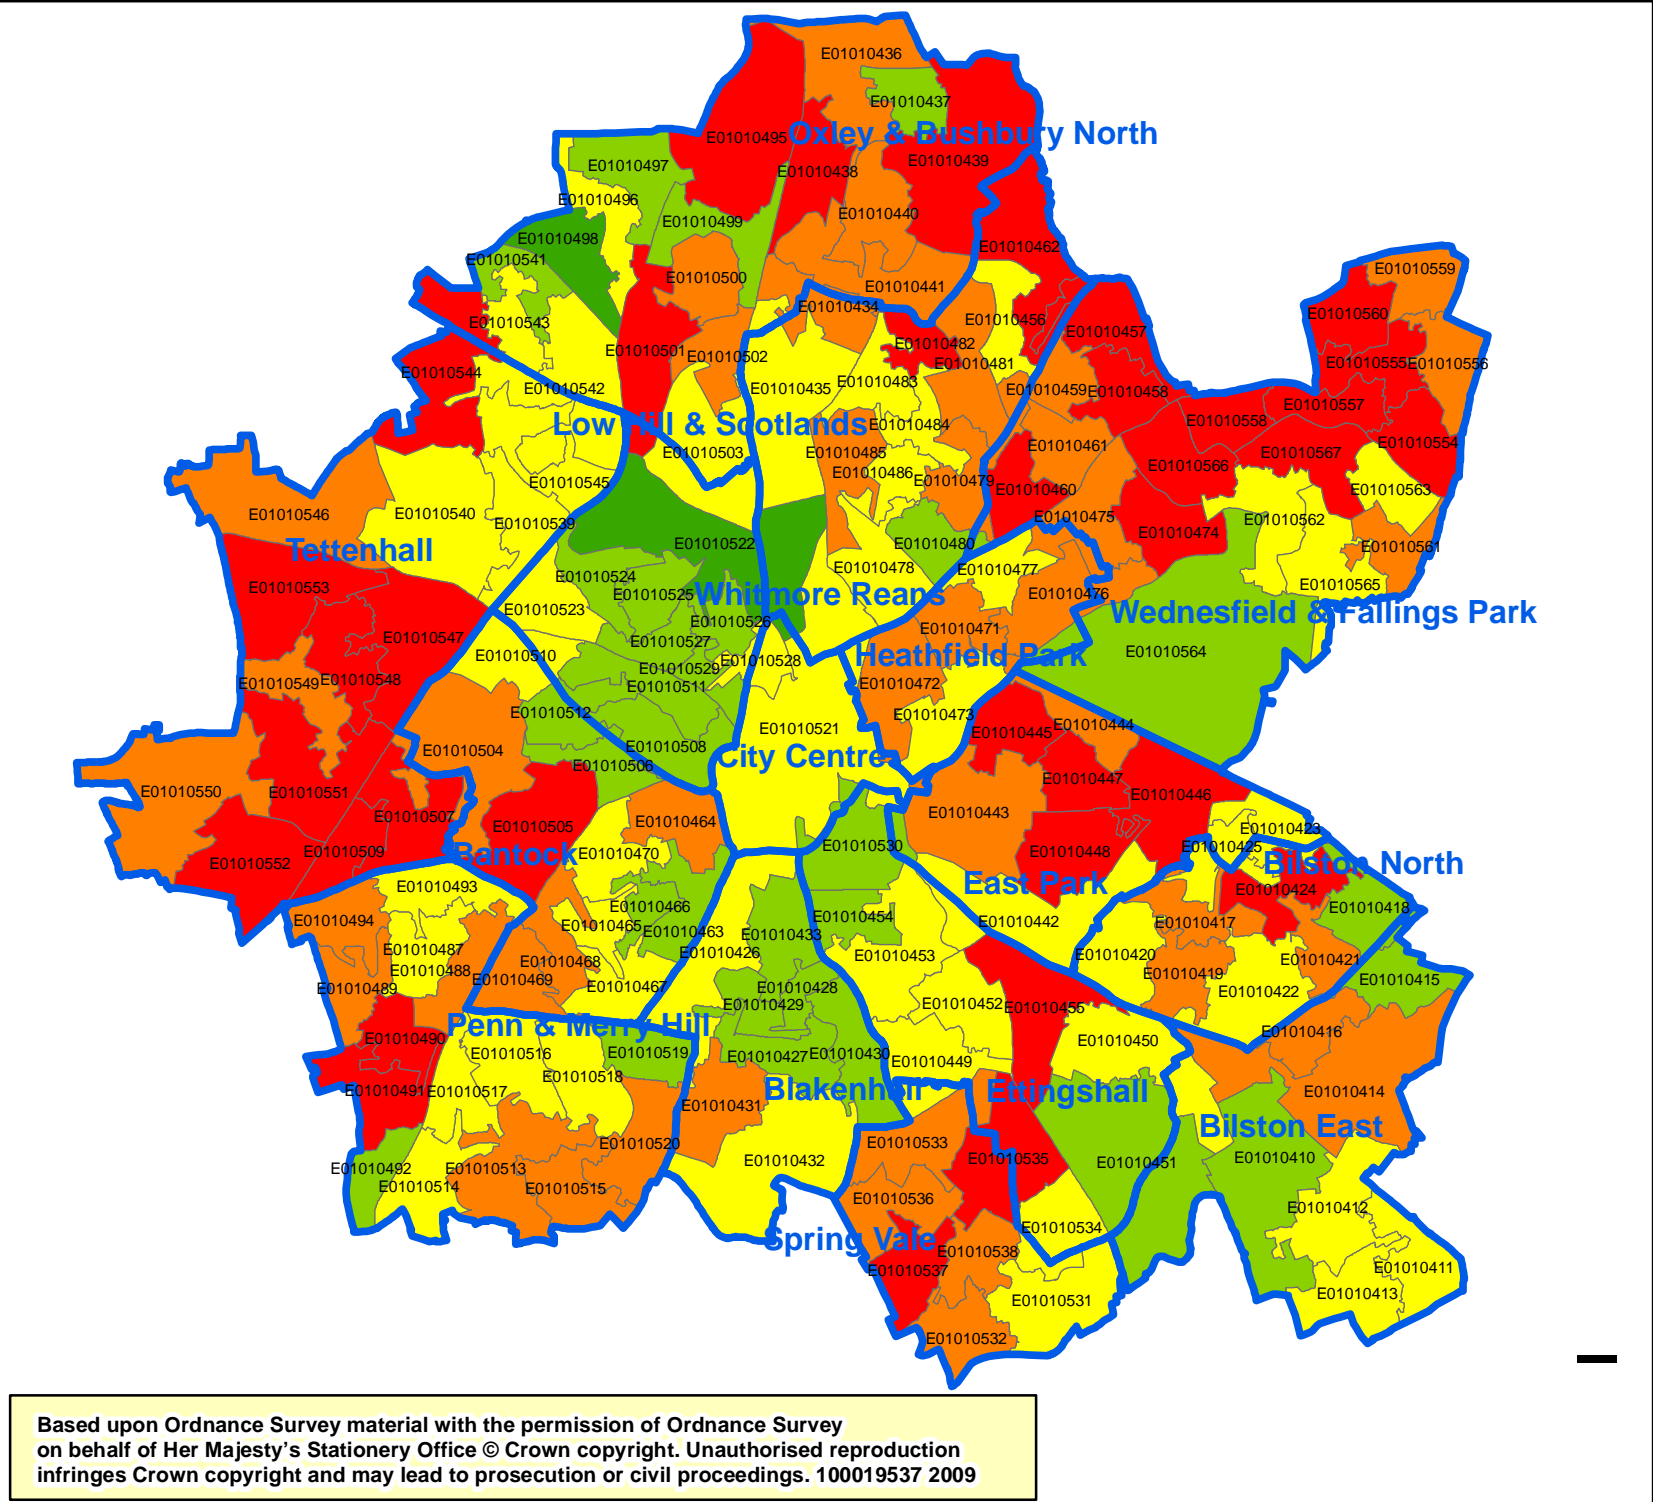 E01010436
E01010437
Oxley & Bushbury North
E01010495
E01010439
E01010497
E01010438
E01010496
E01010440
E01010499
E01010498
E01010462
E01010541
E01010559
E01010500
E01010441
E01010434
E01010560
E01010456
E01010543
E01010457
E01010482
E01010501
E01010502
E01010481
E01010555
E01010556
E01010544
E01010483
E01010542
E01010435
E01010459
E01010458
E01010557
E01010558
Low Hill & Scotlands
E01010484
E01010554
E01010461
E01010503
E01010485
E01010567
E01010566
E01010486
E01010545
E01010479
E01010460
E01010563
E01010546
E01010540
E01010539
E01010475
E01010562
E01010474
E01010522
E01010480
E01010561
Tettenhall
E01010478
E01010477
E01010524
E01010565
E01010553
E01010525
Whitmore Reans
E01010476
E01010523
Wednesfield & Fallings Park
E01010526
E01010471
E01010547
E01010527
E01010510
Heathfield Park
E01010564
E01010528
E01010529
E01010549
E01010548
E01010511
E01010472
E01010512
E01010473
E01010444
E01010521
E01010445
E01010504
E01010508
City Centre
E01010506
E01010447
E01010550
E01010551
E01010446
E01010443
E01010507
E01010505
E01010464
E01010423
E01010530
E01010425
E01010509
Bantock
E01010470
E01010448
E01010552
Bilston North
East Park
E01010493
E01010424
E01010466
E01010418
E01010494
E01010465
E01010463
E01010433
E01010454
E01010442
E01010417
E01010487
E01010426
E01010453
E01010420
E01010421
E01010488
E01010468
E01010469
E01010419
E01010415
E01010489
E01010467
E01010428
E01010422
E01010429
E01010452
E01010455
Penn & Merry Hill
E01010416
E01010490
E01010450
E01010516
E01010519
E01010427
E01010430
E01010449
E01010518
E01010491
E01010517
Blakenhall
Ettingshall
E01010414
E01010431
Bilston East
E01010520
E01010533
E01010410
E01010492
E01010513
E01010432
E01010535
E01010451
E01010514
E01010515
E01010536
E01010412
E01010534
Spring Vale
E01010538
E01010537
E01010411
E01010413
E01010531
E01010532
Based upon Ordnance Survey material with the permission of Ordnance Survey
on behalf of Her Majesty's Stationery Office © Crown copyright. Unauthorised reproduction
infringes Crown copyright and may lead to prosecution or civil proceedings. 100019537 2009